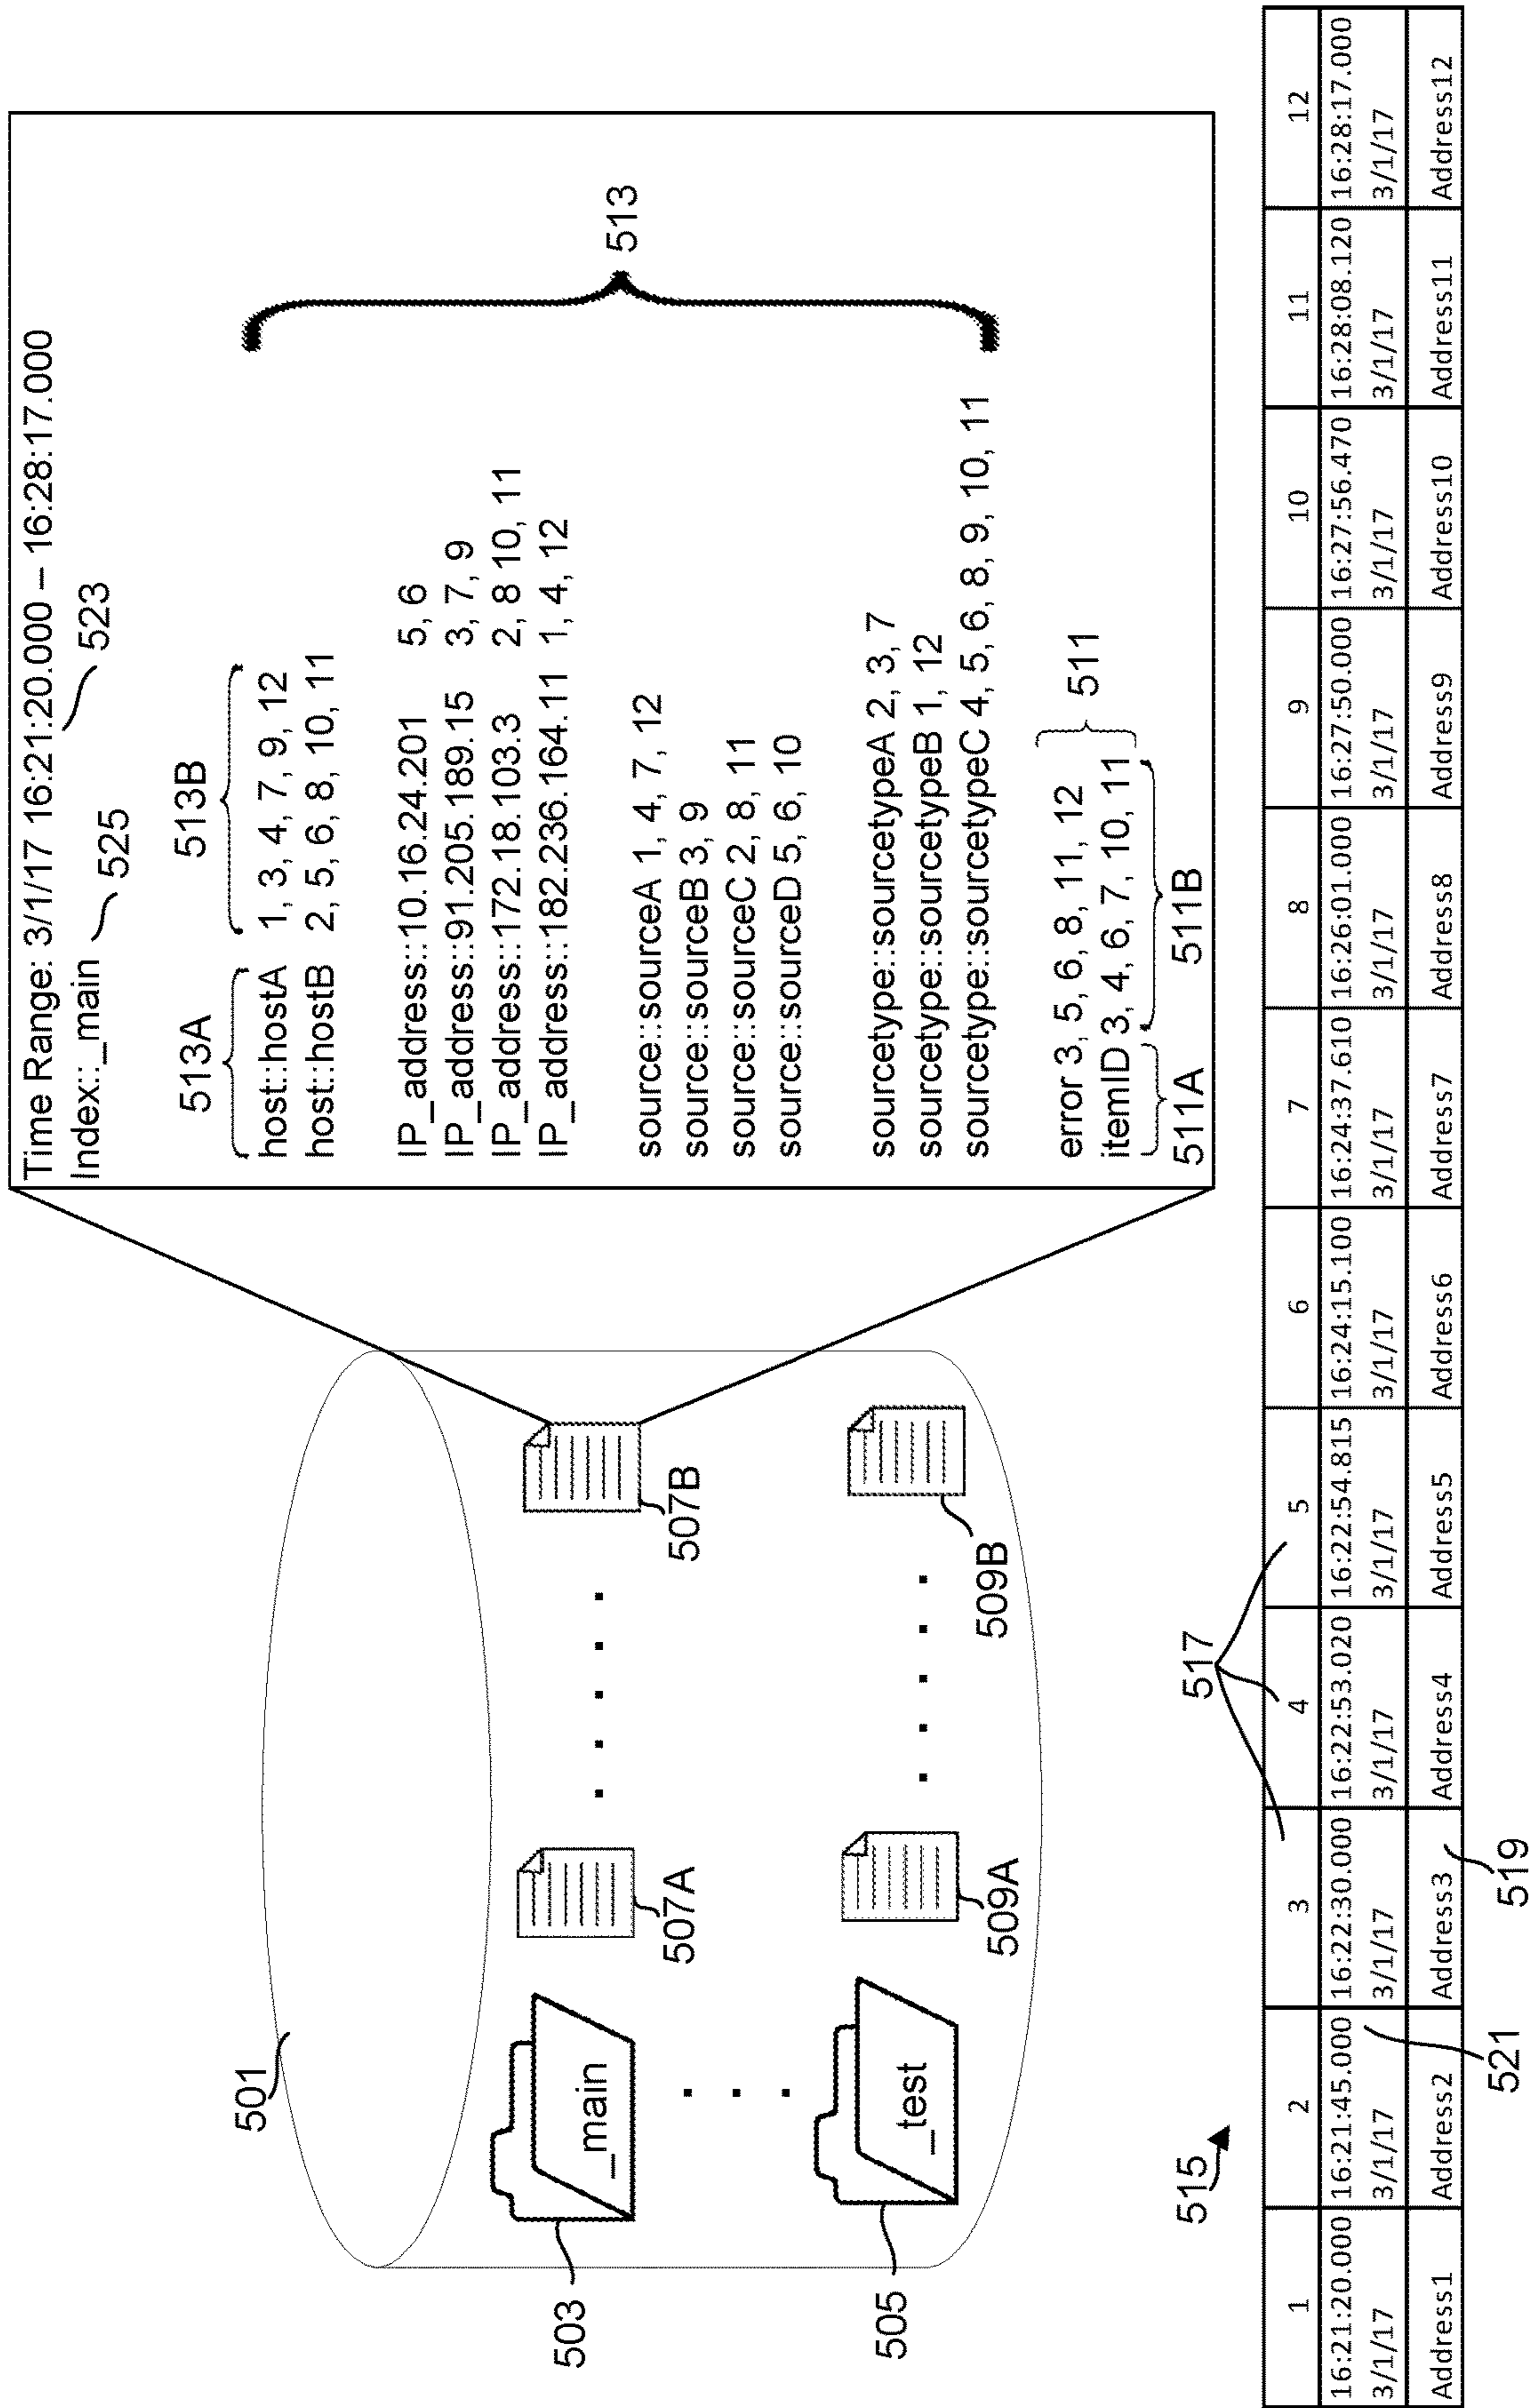 501
503
_main
507A
507B
505
_test
509A
509B
Time Range: 3/1/17 16:21:20.000 – 16:28:17.000
Index::_main
525
523
513A
513B
host::hostA 1, 3, 4, 7, 9, 12
host::hostB 2, 5, 6, 8, 10, 11
IP_address::10.16.24.201 5, 6
IP_address::91.205.189.15 3, 7, 9
IP_address::172.18.103.3 2, 8 10, 11
IP_address::182.236.164.11 1, 4, 12
513
source::sourceA 1, 4, 7, 12
source::sourceB 3, 9
source::sourceC 2, 8, 11
source::sourceD 5, 6, 10
sourcetype::sourcetypeA 2, 3, 7
sourcetype::sourcetypeB 1, 12
sourcetype::sourcetypeC 4, 5, 6, 8, 9, 10, 11
error 3, 5, 6, 8, 11, 12
itemID 3, 4, 6, 7, 10, 11
511
511A
511B
515
517
1 2 3 4 5 6 7 8 9 10 11 12
16:21:20.000 16:21:45.000 16:22:30.000 16:22:53.020 16:22:54.815 16:24:15.100 16:24:37.610 16:26:01.000 16:27:50.000 16:27:56.470 16:28:08.120 16:28:17.000
3/1/17 3/1/17 3/1/17 3/1/17 3/1/17 3/1/17 3/1/17 3/1/17 3/1/17 3/1/17 3/1/17 3/1/17
Address1 Address2 Address3 Address4 Address5 Address6 Address7 Address8 Address9 Address10 Address11 Address12
521
519